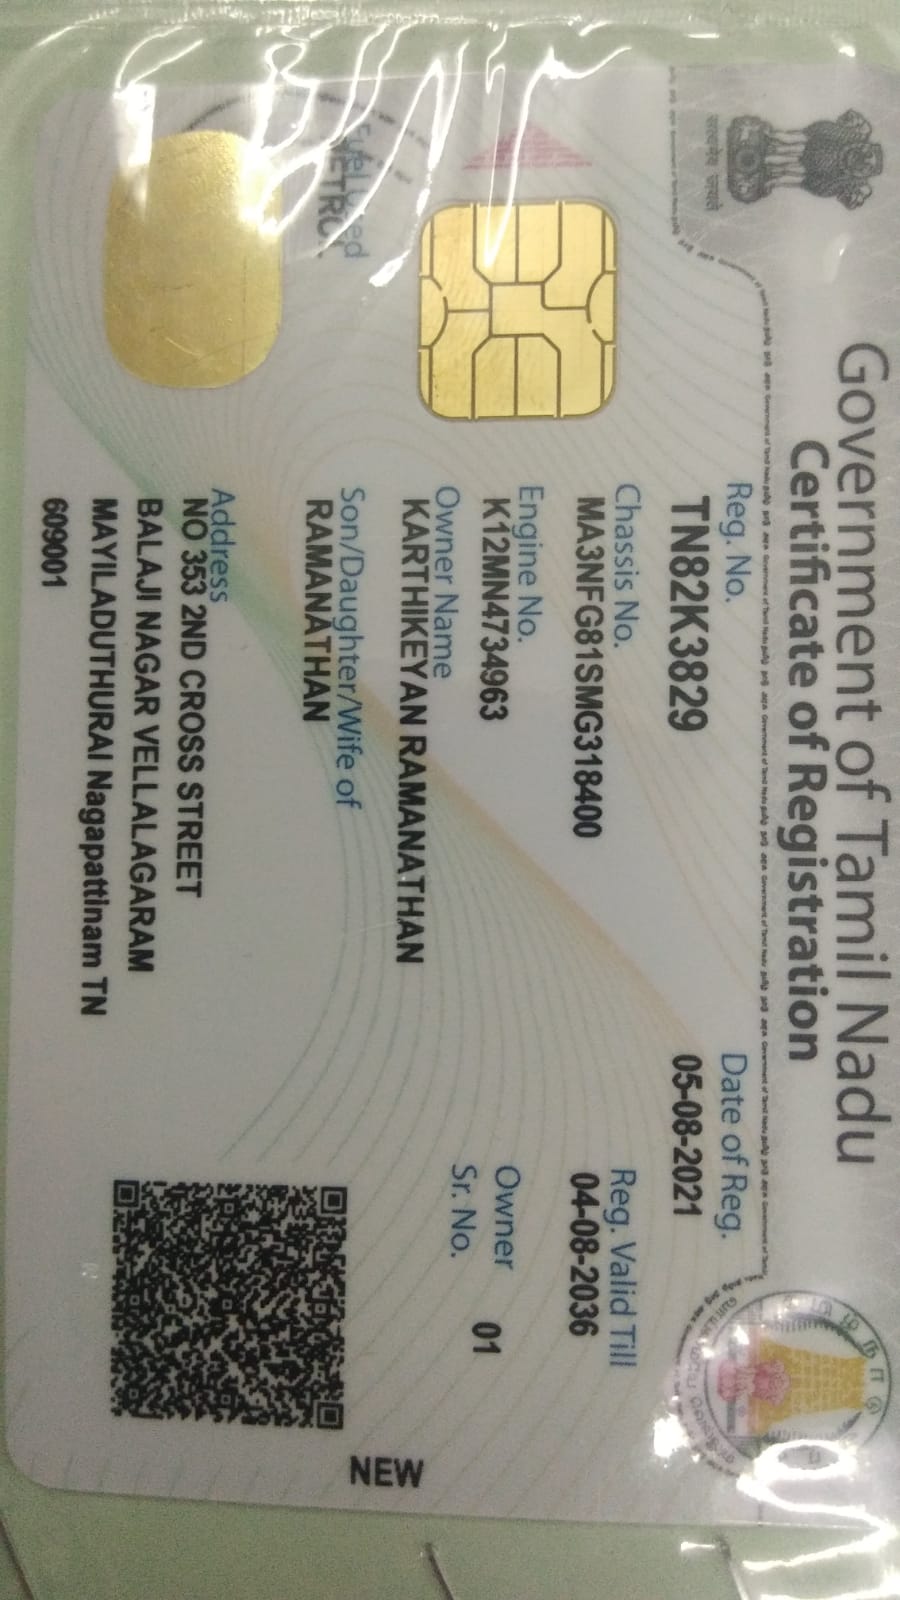 Government of Tamil Nadu
Certificate of Registration
सत्यमेव जयते
Reg. No.
TN82K3829
Date of Reg.
05-08-2021
Chassis No.
MA3NFG81SMG318400
Reg. Valid Till
04-08-2036
Engine No.
K12MN4734963
Owner
Sr. No.
01
Owner Name
KARTHIKEYAN RAMANATHAN
Son/Daughter/Wife of
RAMANATHAN
Fuel Used
Address
NO 353 2ND CROSS STREET
BALAJI NAGAR VELLALAGARAM
MAYILADUTHURAI Nagapattinam TN
609001
NEW